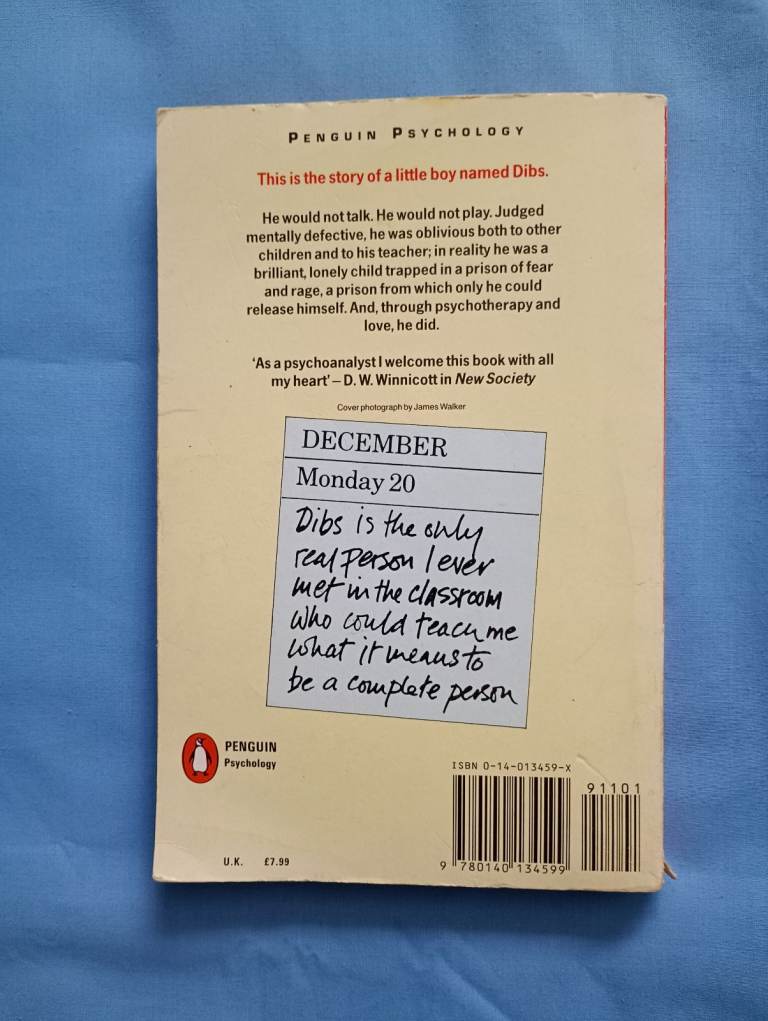 PENGUIN PSYCHOLOGY
This is the story of a little boy named Dibs.
He would not talk. He would not play. Judged
mentally defective, he was oblivious both to other
children and to his teacher; in reality he was a
brilliant, lonely child trapped in a prison of fear
and rage, a prison from which only he could
release himself. And, through psychotherapy and
love, he did.
‘As a psychoanalyst I welcome this book with all
my heart’ – D. W. Winnicott in New Society
Cover photograph by James Walker
DECEMBER
Monday 20
Dibs is the only
real person I ever
met in the classroom
who could teach me
what it means to
be a complete person
PENGUIN
Psychology
U.K. £7.99
ISBN 0-14-013459-X
91101
9 780140 134599